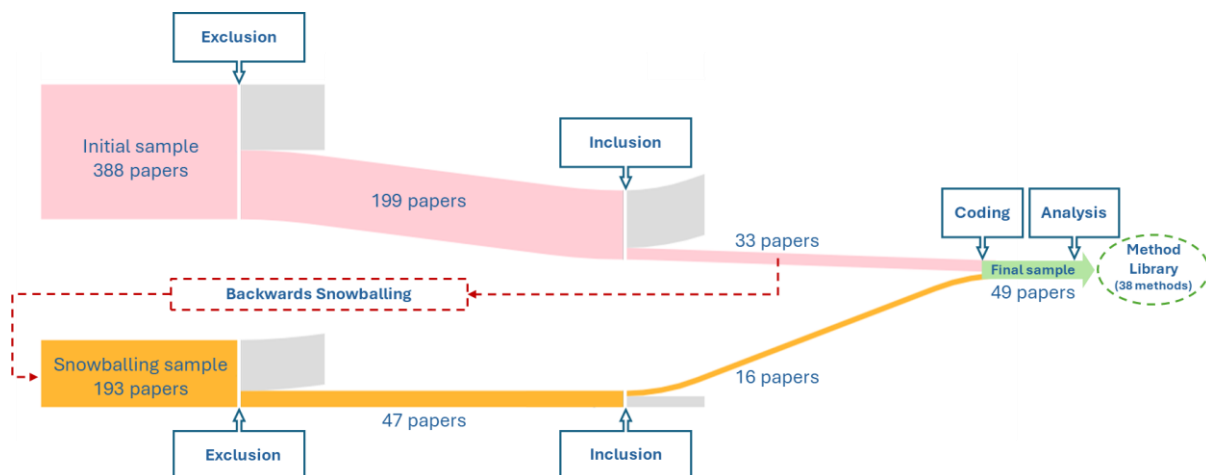 Exclusion
Initial sample
388 papers
199 papers
Inclusion
33 papers
Coding
Analysis
Final sample
49 papers
Method
Library
(38 methods)
Backwards Snowballing
Snowballing sample
193 papers
47 papers
16 papers
Exclusion
Inclusion